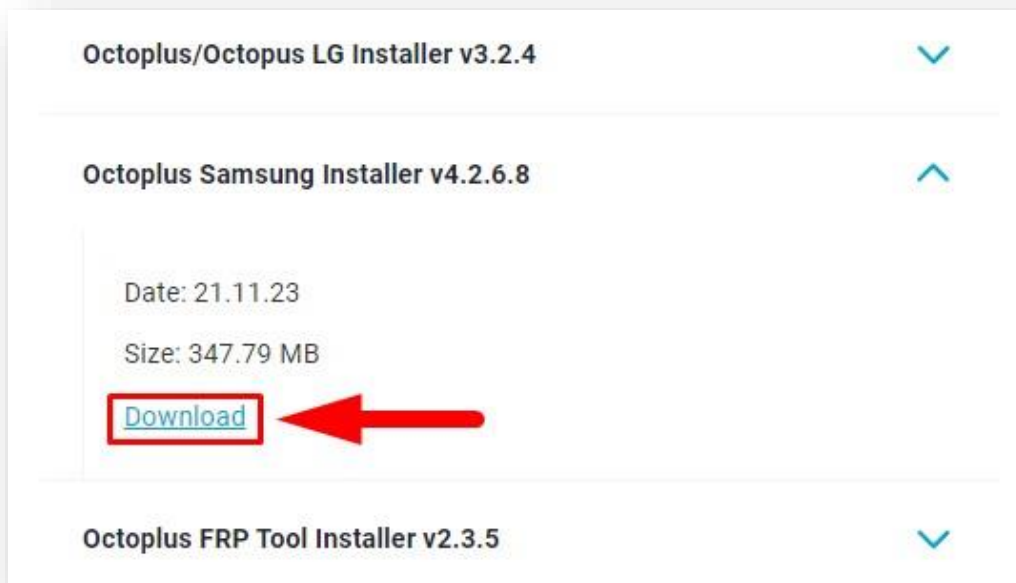 Octoplus/Octopus LG Installer v3.2.4
Octoplus Samsung Installer v4.2.6.8
Date: 21.11.23
Size: 347.79 MB
Download
Octoplus FRP Tool Installer v2.3.5